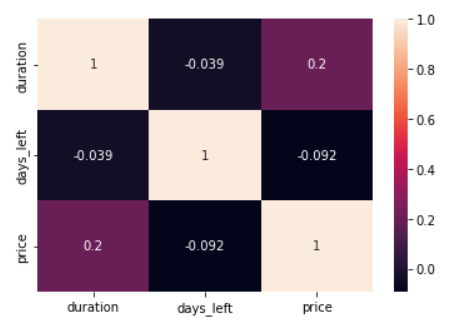 1.0
duration 1 -0.039 0.2
0.8
0.6
days_left -0.039 1 -0.092
0.4
0.2
price 0.2 -0.092 1
0.0
duration days_left price